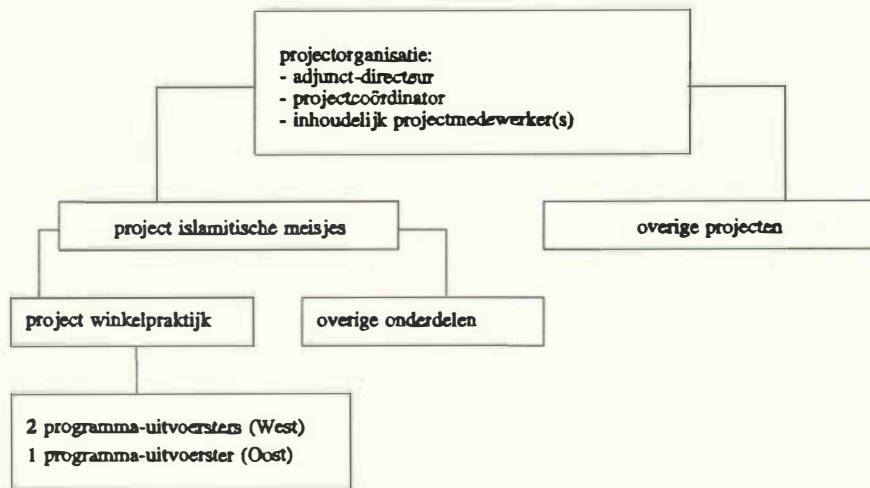 projectorganisatie:
- adjunct-directeur
- projectcoördinator
- inhoudelijk projectmedewerker(s)
project islamitische meisjes
overige projecten
project winkelpraktijk
overige onderdelen
2 programma-uitvoersters (West)
1 programma-uitvoerster (Oost)